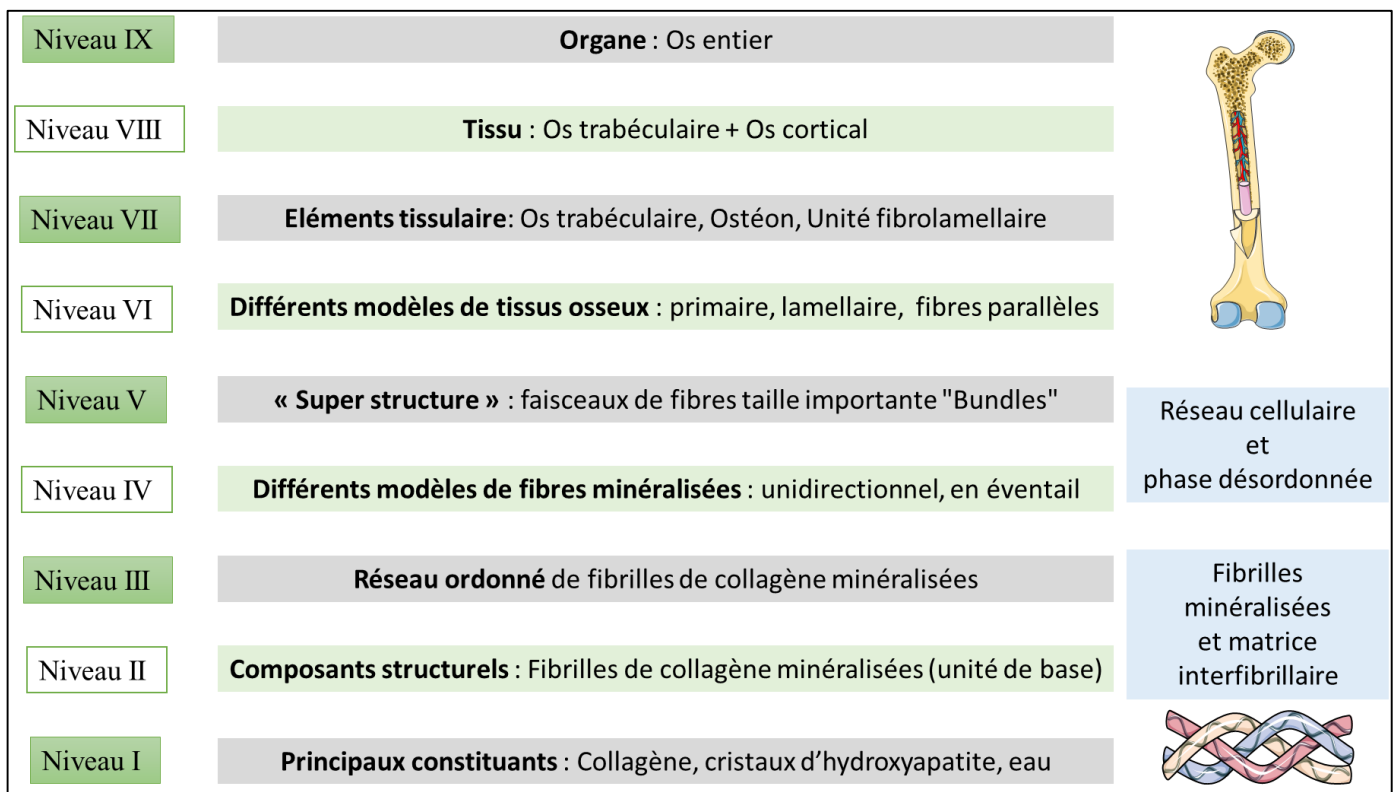 Niveau IX
Organe : Os entier
Niveau VIII
Tissu : Os trabéculaire + Os cortical
Niveau VII
Eléments tissulaire: Os trabéculaire, Ostéon, Unité fibrolamellaire
Niveau VI
Différents modèles de tissus osseux : primaire, lamellaire, fibres parallèles
Niveau V
« Super structure » : faisceaux de fibres taille importante "Bundles"
Niveau IV
Différents modèles de fibres minéralisées : unidirectionnel, en éventail
Réseau cellulaire
et
phase désordonnée
Niveau III
Réseau ordonné de fibrilles de collagène minéralisées
Niveau II
Composants structurels : Fibrilles de collagène minéralisées (unité de base)
Fibrilles
minéralisées
et matrice
interfibrillaire
Niveau I
Principaux constituants : Collagène, cristaux d’hydroxyapatite, eau